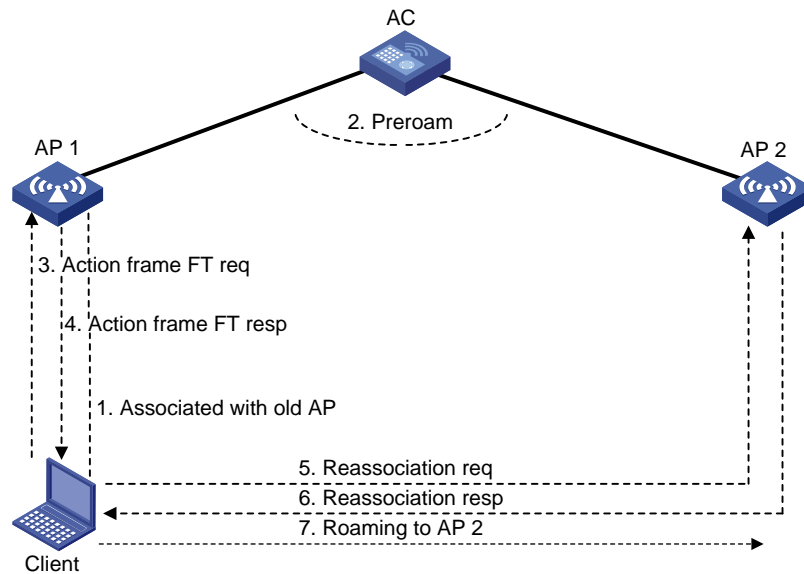 AC
2. Preroam
AP 1
AP 2
3. Action frame FT req
4. Action frame FT resp
1. Associated with old AP
5. Reassociation req
6. Reassociation resp
7. Roaming to AP 2
Client